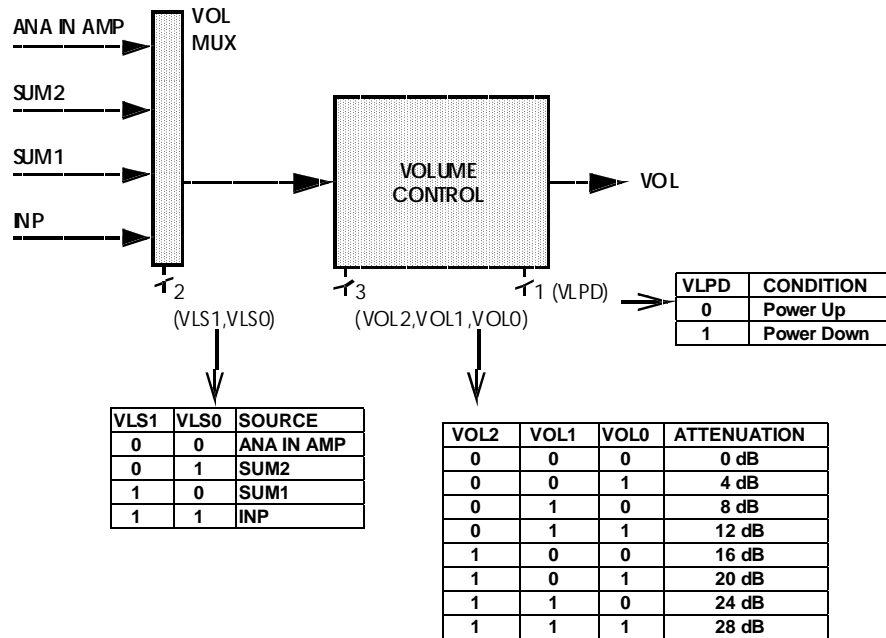 ANA IN AMP
VOL
MUX
SUM2
SUM1
INP
VOLUME
CONTROL
VOL
2
(VLS1,VLS0)
3
(VOL2,VOL1,VOL0)
1 (VLPD)
VLPD CONDITION
0 Power Up
1 Power Down
VLS1 VLS0 SOURCE
0 0 ANA IN AMP
0 1 SUM2
1 0 SUM1
1 1 INP
VOL2 VOL1 VOL0 ATTENUATION
0 0 0 0 dB
0 0 1 4 dB
0 1 0 8 dB
0 1 1 12 dB
1 0 0 16 dB
1 0 1 20 dB
1 1 0 24 dB
1 1 1 28 dB